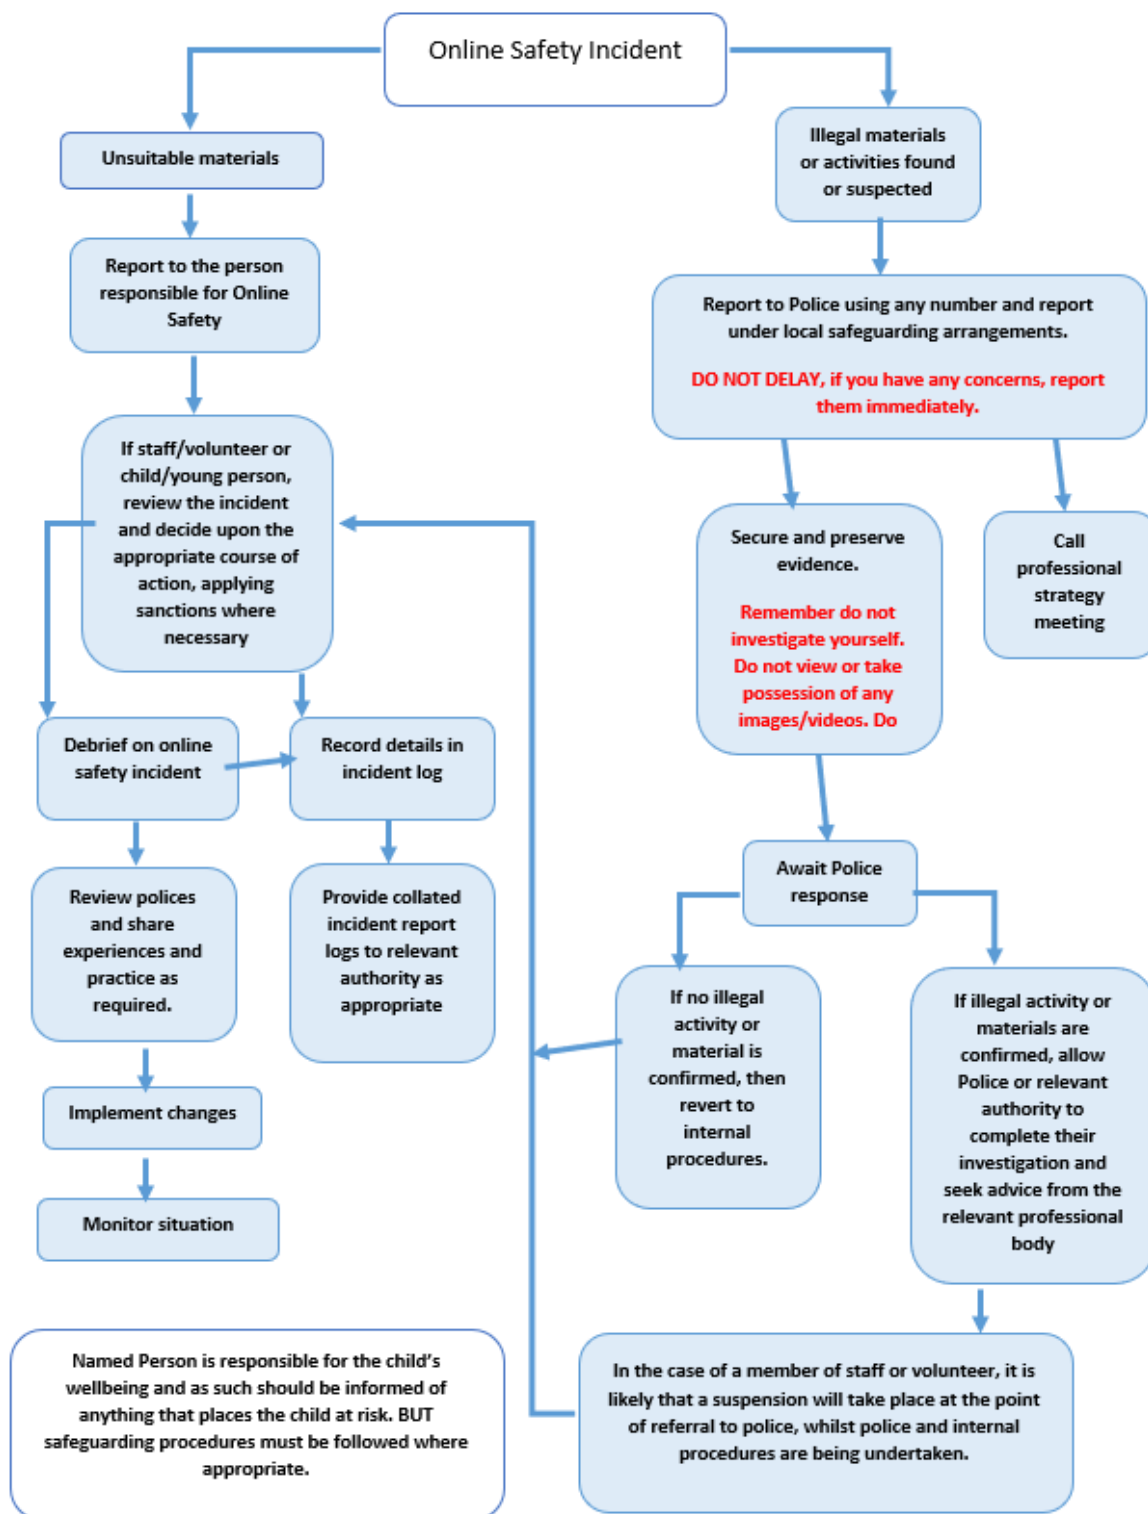 Online Safety Incident
Unsuitable materials
Illegal materials
or activities found
or suspected
Report to the person
responsible for Online
Safety
Report to Police using any number and report
under local safeguarding arrangements.
DO NOT DELAY, if you have any concerns, report
them immediately.
If staff/volunteer or
child/young person,
review the incident
and decide upon the
appropriate course of
action, applying
sanctions where
necessary
Secure and preserve
evidence.
Remember do not
investigate yourself.
Do not view or take
possession of any
images/videos. Do
Call
professional
strategy
meeting
Debrief on online
safety incident
Record details in
incident log
Await Police
response
Review polices
and share
experiences and
practice as
required.
Provide collated
incident report
logs to relevant
authority as
appropriate
If no illegal
activity or
material is
confirmed, then
revert to
internal
procedures.
If illegal activity or
materials are
confirmed, allow
Police or relevant
authority to
complete their
investigation and
seek advice from the
relevant professional
body
Implement changes
Monitor situation
Named Person is responsible for the child's
wellbeing and as such should be informed of
anything that places the child at risk. BUT
safeguarding procedures must be followed where
appropriate.
In the case of a member of staff or volunteer, it is
likely that a suspension will take place at the point
of referral to police, whilst police and internal
procedures are being undertaken.